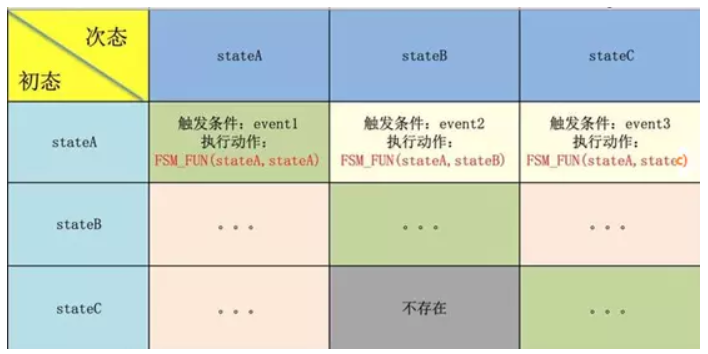 次态
初态
stateA
stateB
stateC
stateA
触发条件：event1
执行动作：
FSM_FUN(stateA,stateA)
触发条件：event2
执行动作：
FSM_FUN(stateA,stateB)
触发条件：event3
执行动作：
FSM_FUN(stateA,statec)
stateB
。。。
。。。
。。。
stateC
。。。
不存在
。。。